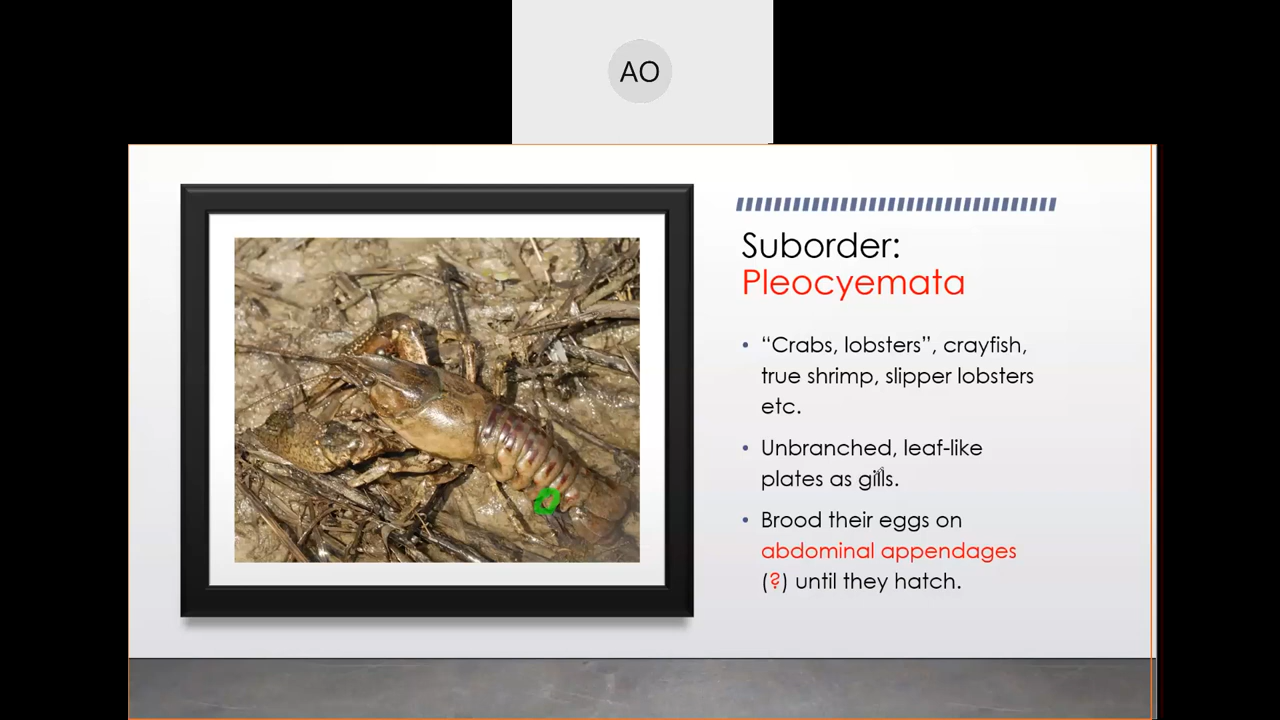 AO
Suborder:
Pleocyemata
• “Crabs, lobsters”, crayfish,
true shrimp, slipper lobsters
etc.
• Unbranched, leaf-like
plates as gills.
• Brood their eggs on
abdominal appendages
(?) until they hatch.